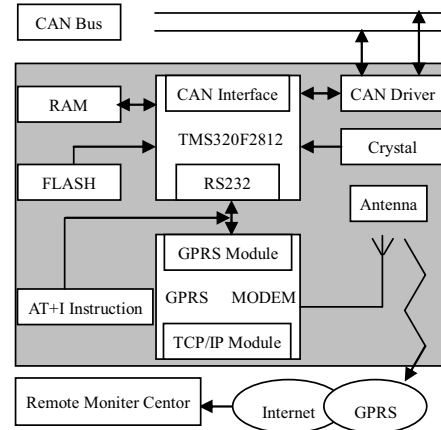 CAN Bus
RAM
CAN Interface
CAN Driver
TMS320F2812
Crystal
FLASH
RS232
Antenna
GPRS Module
AT+I Instruction
GPRS MODEM
TCP/IP Module
Remote Moniter Centor
Internet
GPRS